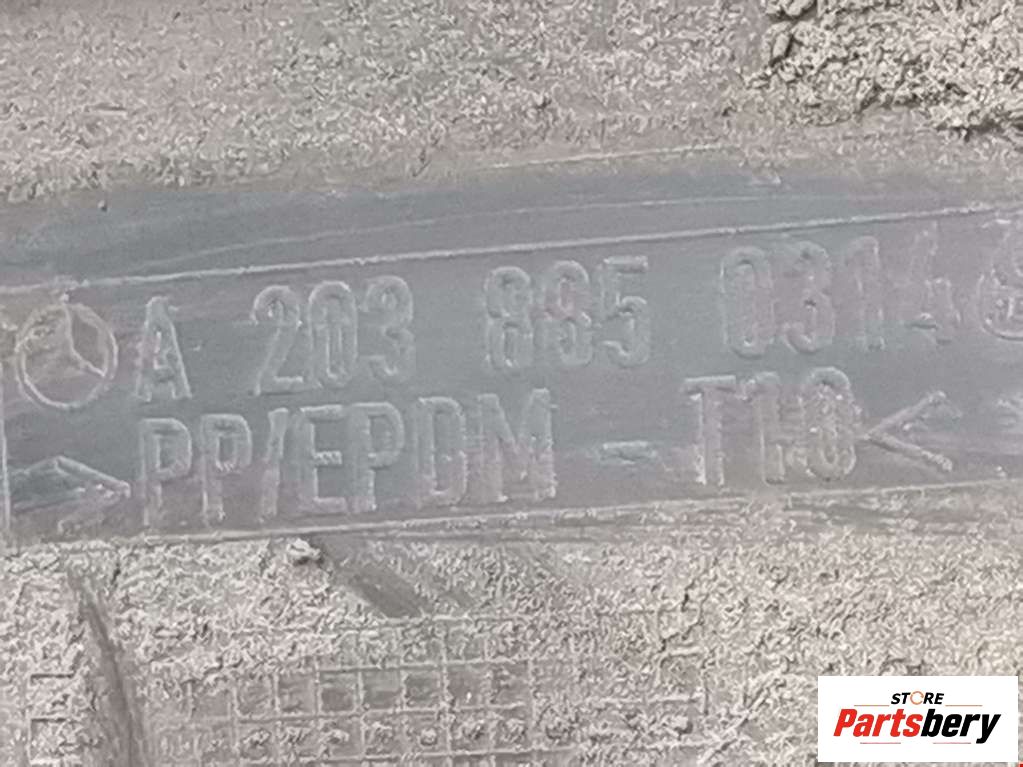 A 203 885 0314
>PP/EPDM - T10<
STORE
Partsbery